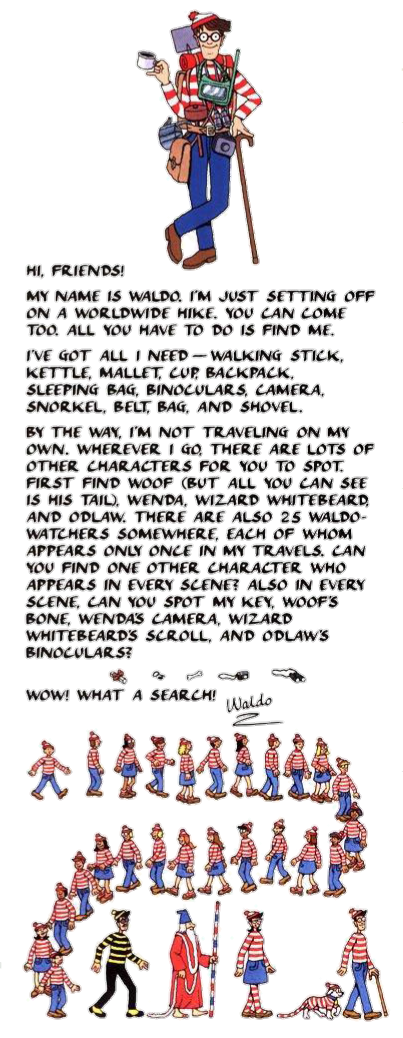 HI, FRIENDS!
MY NAME IS WALDO. I'M JUST SETTING OFF
ON A WORLDWIDE HIKE. YOU CAN COME
TOO. ALL YOU HAVE TO DO IS FIND ME.
I'VE GOT ALL I NEED — WALKING STICK,
KETTLE, MALLET, CUP, BACKPACK,
SLEEPING BAG, BINOCULARS, CAMERA,
SNORKEL, BELT, BAG, AND SHOVEL.
BY THE WAY, I'M NOT TRAVELING ON MY
OWN. WHEREVER I GO, THERE ARE LOTS OF
OTHER CHARACTERS FOR YOU TO SPOT.
FIRST FIND WOOF (BUT ALL YOU CAN SEE
IS HIS TAIL), WENDA, WIZARD WHITEBEARD,
AND ODLAW. THERE ARE ALSO 25 WALDO-
WATCHERS SOMEWHERE, EACH OF WHOM
APPEARS ONLY ONCE IN MY TRAVELS. CAN
YOU FIND ONE OTHER CHARACTER WHO
APPEARS IN EVERY SCENE? ALSO IN EVERY
SCENE, CAN YOU SPOT MY KEY, WOOF'S
BONE, WENDA'S CAMERA, WIZARD
WHITEBEARD'S SCROLL, AND ODLAW'S
BINOCULARS?
WOW! WHAT A SEARCH!
Waldo